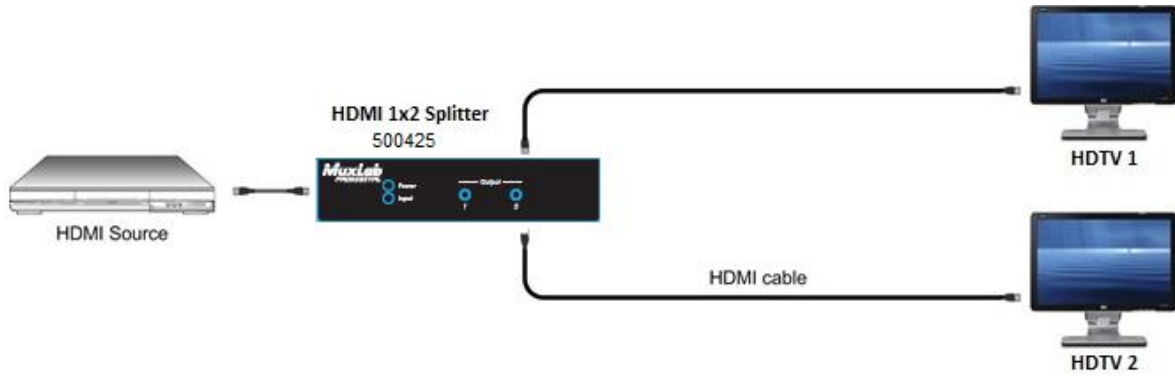 HDMI 1x2 Splitter
500425
MuxLab
Power
Input
Output
1
2
HDMI Source
HDTV 1
HDMI cable
HDTV 2